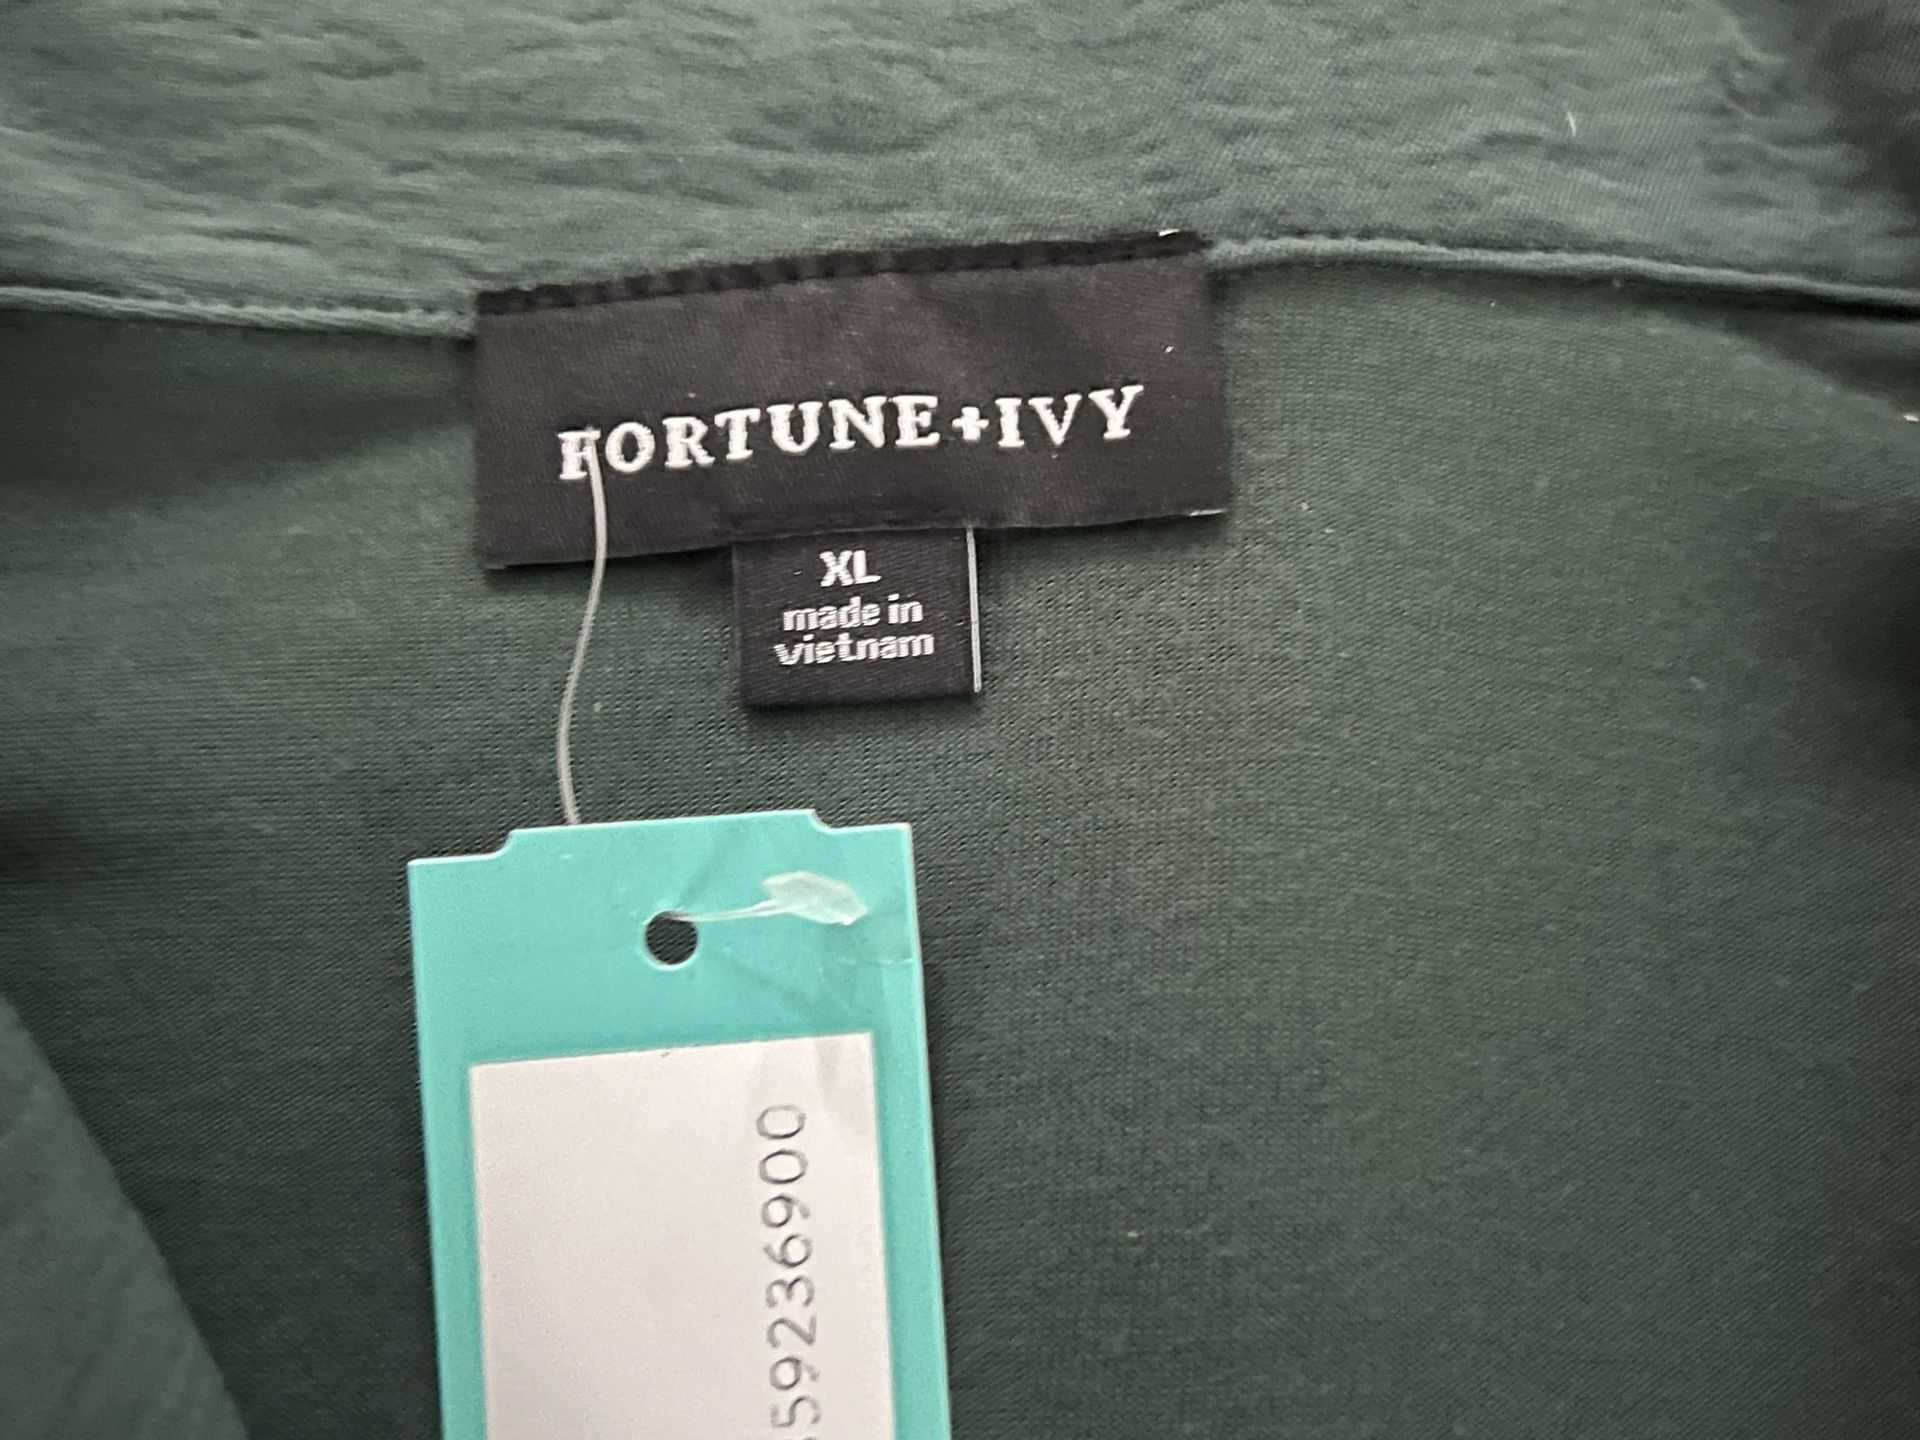 FORTUNE+IVY
XL
made in
vietnam
59236900